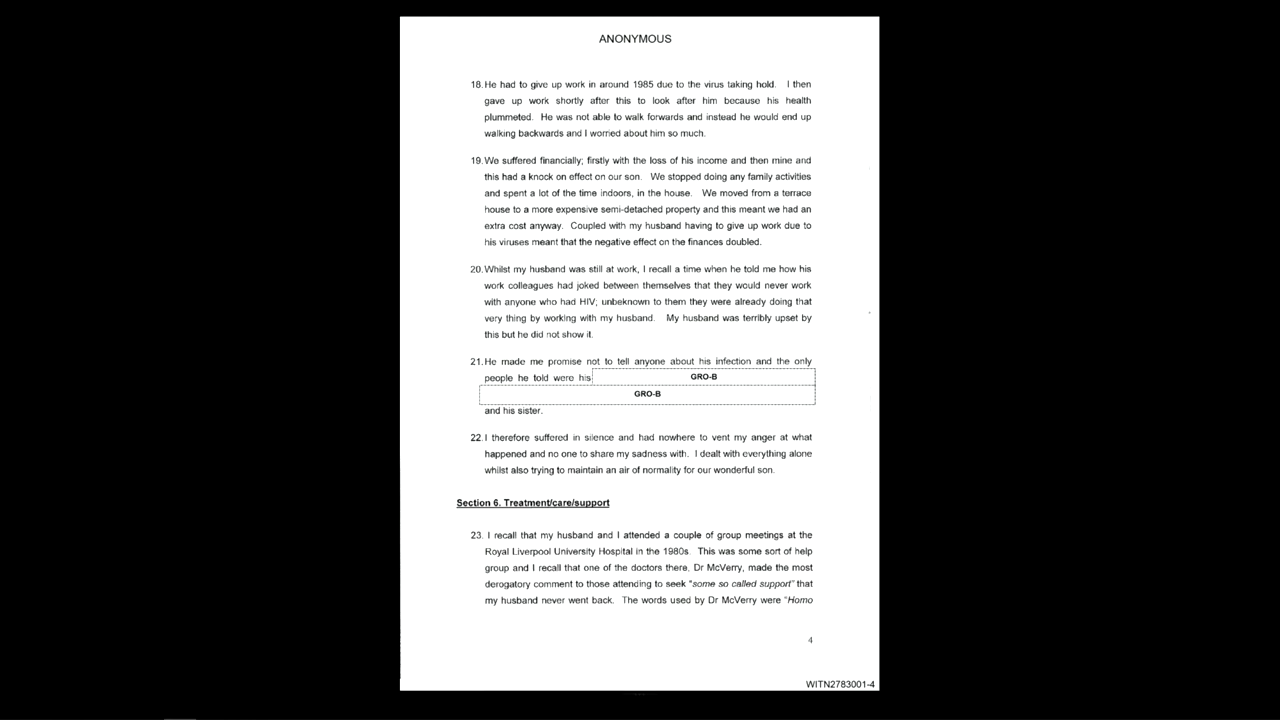 ANONYMOUS
18. He had to give up work in around 1985 due to the virus taking hold. I then
gave up work shortly after this to look after him because his health
plummeted. He was not able to walk forwards and instead he would end up
walking backwards and I worried about him so much.
19. We suffered financially; firstly with the loss of his income and then mine and
this had a knock on effect on our son. We stopped doing any family activities
and spent a lot of the time indoors, in the house. We moved from a terrace
house to a more expensive semi-detached property and this meant we had an
extra cost anyway. Coupled with my husband having to give up work due to
his viruses meant that the negative effect on the finances doubled.
20. Whilst my husband was still at work, I recall a time when he told me how his
work colleagues had joked between themselves that they would never work
with anyone who had HIV; unbeknown to them they were already doing that
very thing by working with my husband. My husband was terribly upset by
this but he did not show it.
21. He made me promise not to tell anyone about his infection and the only
people he told were his GRO-B
GRO-B
and his sister.
22. I therefore suffered in silence and had nowhere to vent my anger at what
happened and no one to share my sadness with. I dealt with everything alone
whilst also trying to maintain an air of normality for our wonderful son.
Section 6. Treatment/care/support
23. I recall that my husband and I attended a couple of group meetings at the
Royal Liverpool University Hospital in the 1980s. This was some sort of help
group and I recall that one of the doctors there, Dr McVerry, made the most
derogatory comment to those attending to seek "some so called support" that
my husband never went back. The words used by Dr McVerry were "Homo
4
WITN2783001-4